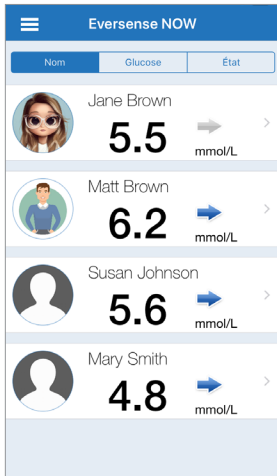 Eversense NOW
Nom Glucose État
Jane Brown
5.5
mmol/L
Matt Brown
6.2
mmol/L
Susan Johnson
5.6
mmol/L
Mary Smith
4.8
mmol/L